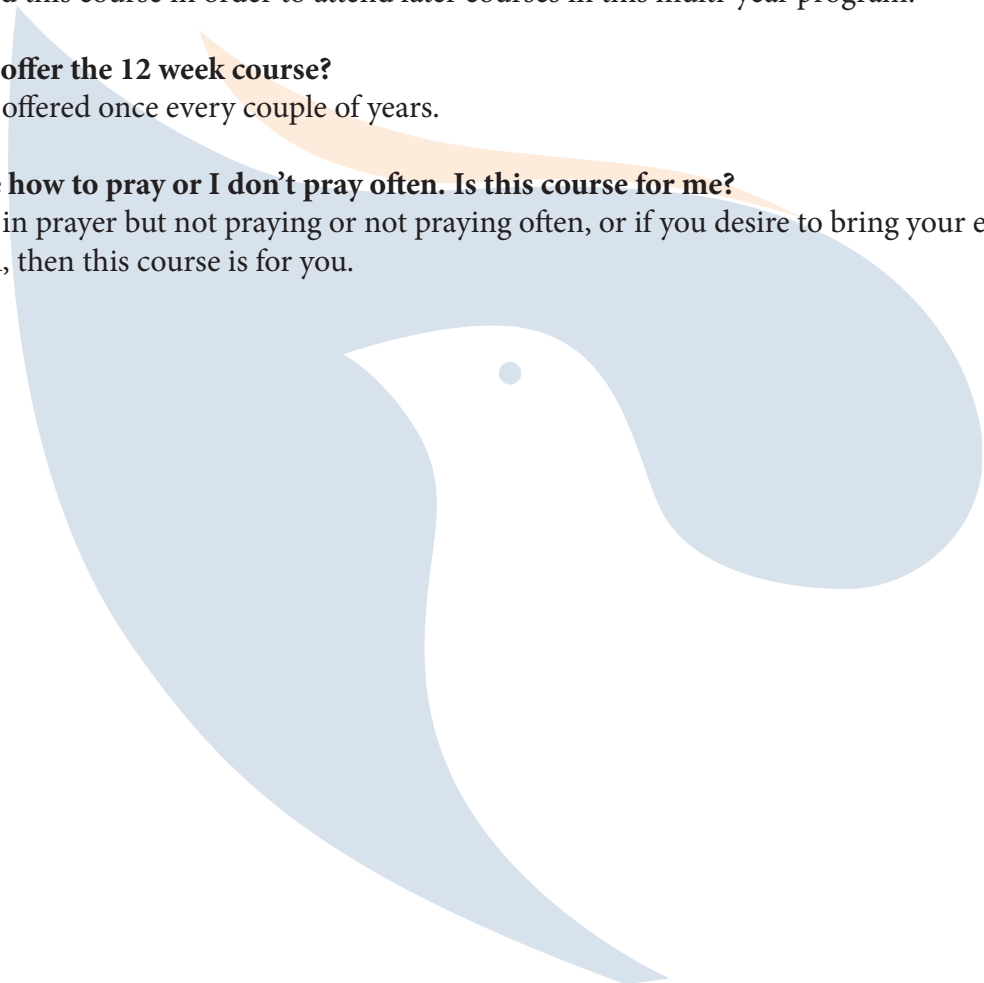 this course in order to attend later courses in this multi-year program.
offer the 12 week course?
offered once every couple of years.
how to pray or I don't pray often. Is this course for me?
in prayer but not praying or not praying often, or if you desire to bring your
then this course is for you.